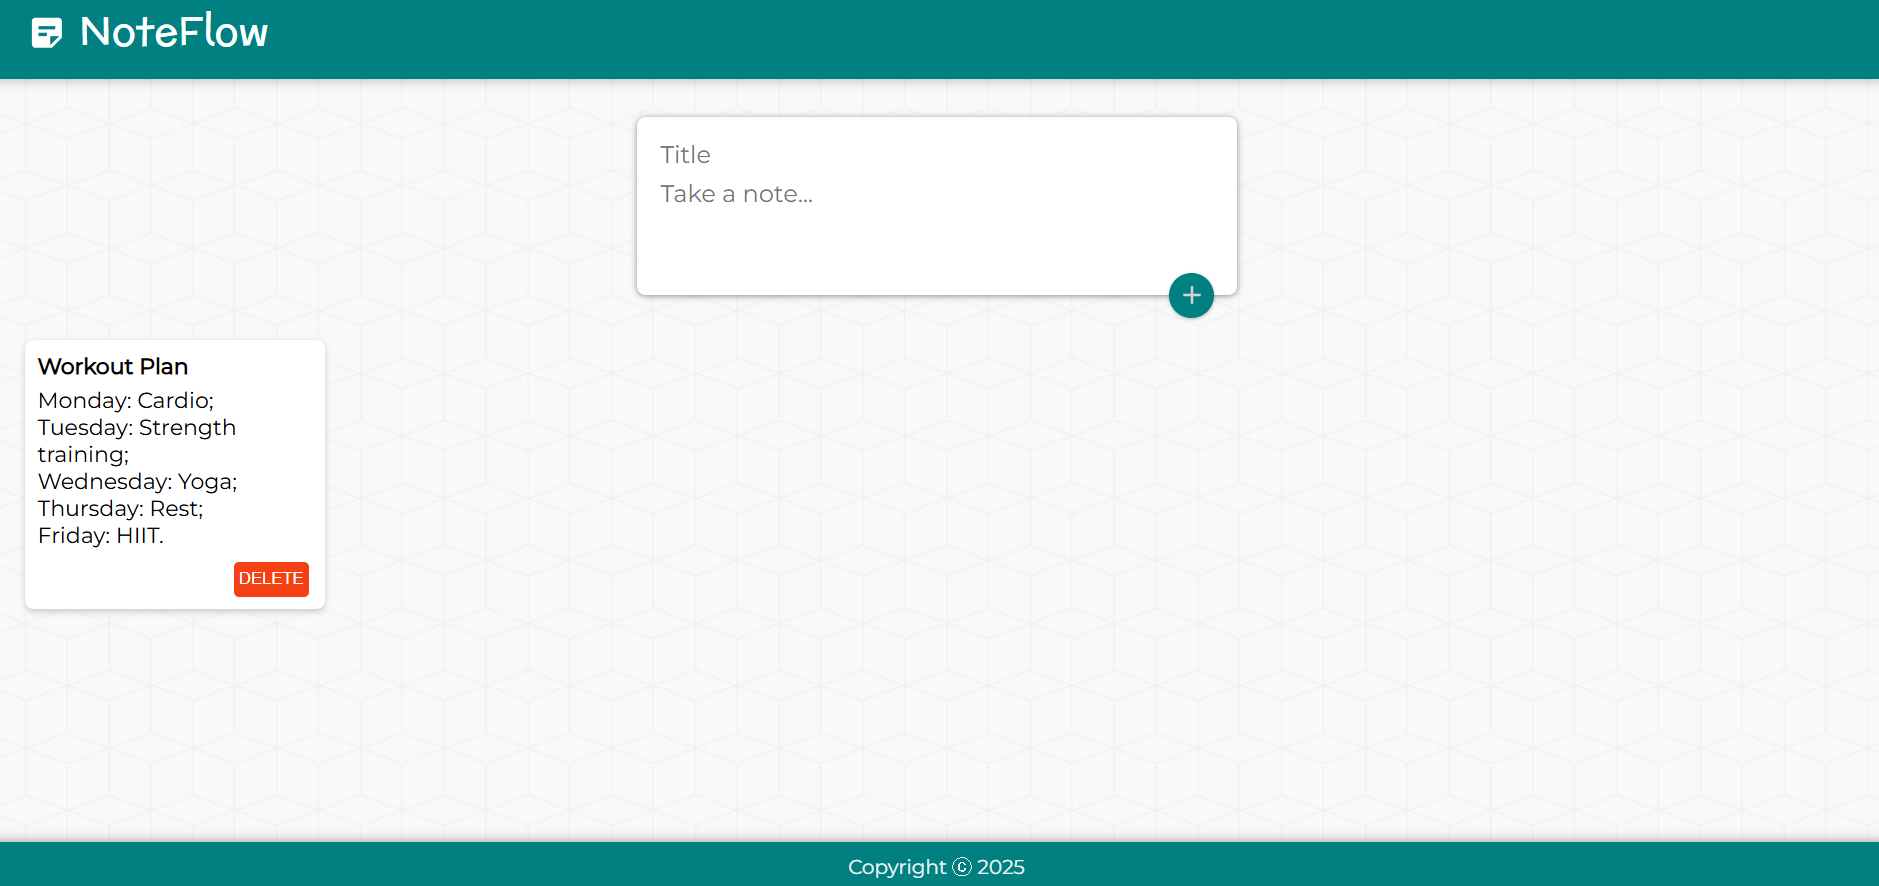 NoteFlow
Title
Take a note...
+
Workout Plan
Monday: Cardio;
Tuesday: Strength
training;
Wednesday: Yoga;
Thursday: Rest;
Friday: HIIT.
DELETE
Copyright © 2025